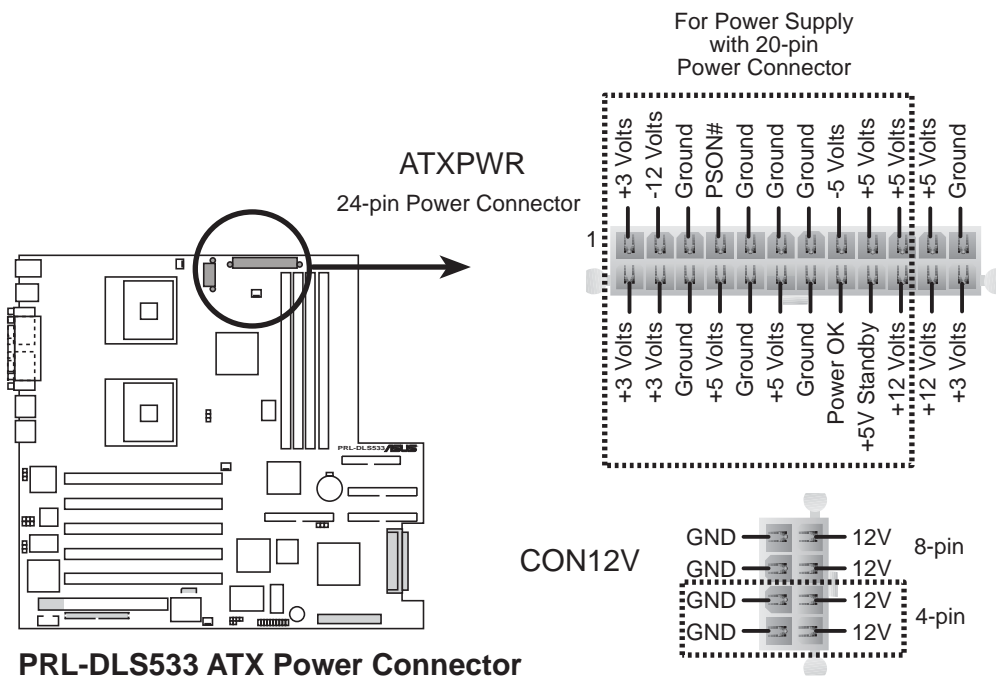 For Power Supply
with 20-pin
Power Connector
ATXPWR
24-pin Power Connector
1
+3 Volts
-12 Volts
Ground
PSON#
Ground
Ground
Ground
-5 Volts
+5 Volts
+5 Volts
+5 Volts
Ground
+3 Volts
+3 Volts
Ground
+5 Volts
Ground
+5 Volts
Ground
Power OK
+5V Standby
+12 Volts
+12 Volts
+3 Volts
PRL-DLS533 ASUS
CON12V
GND 12V
GND 12V
8-pin
GND 12V
GND 12V
4-pin
PRL-DLS533 ATX Power Connector